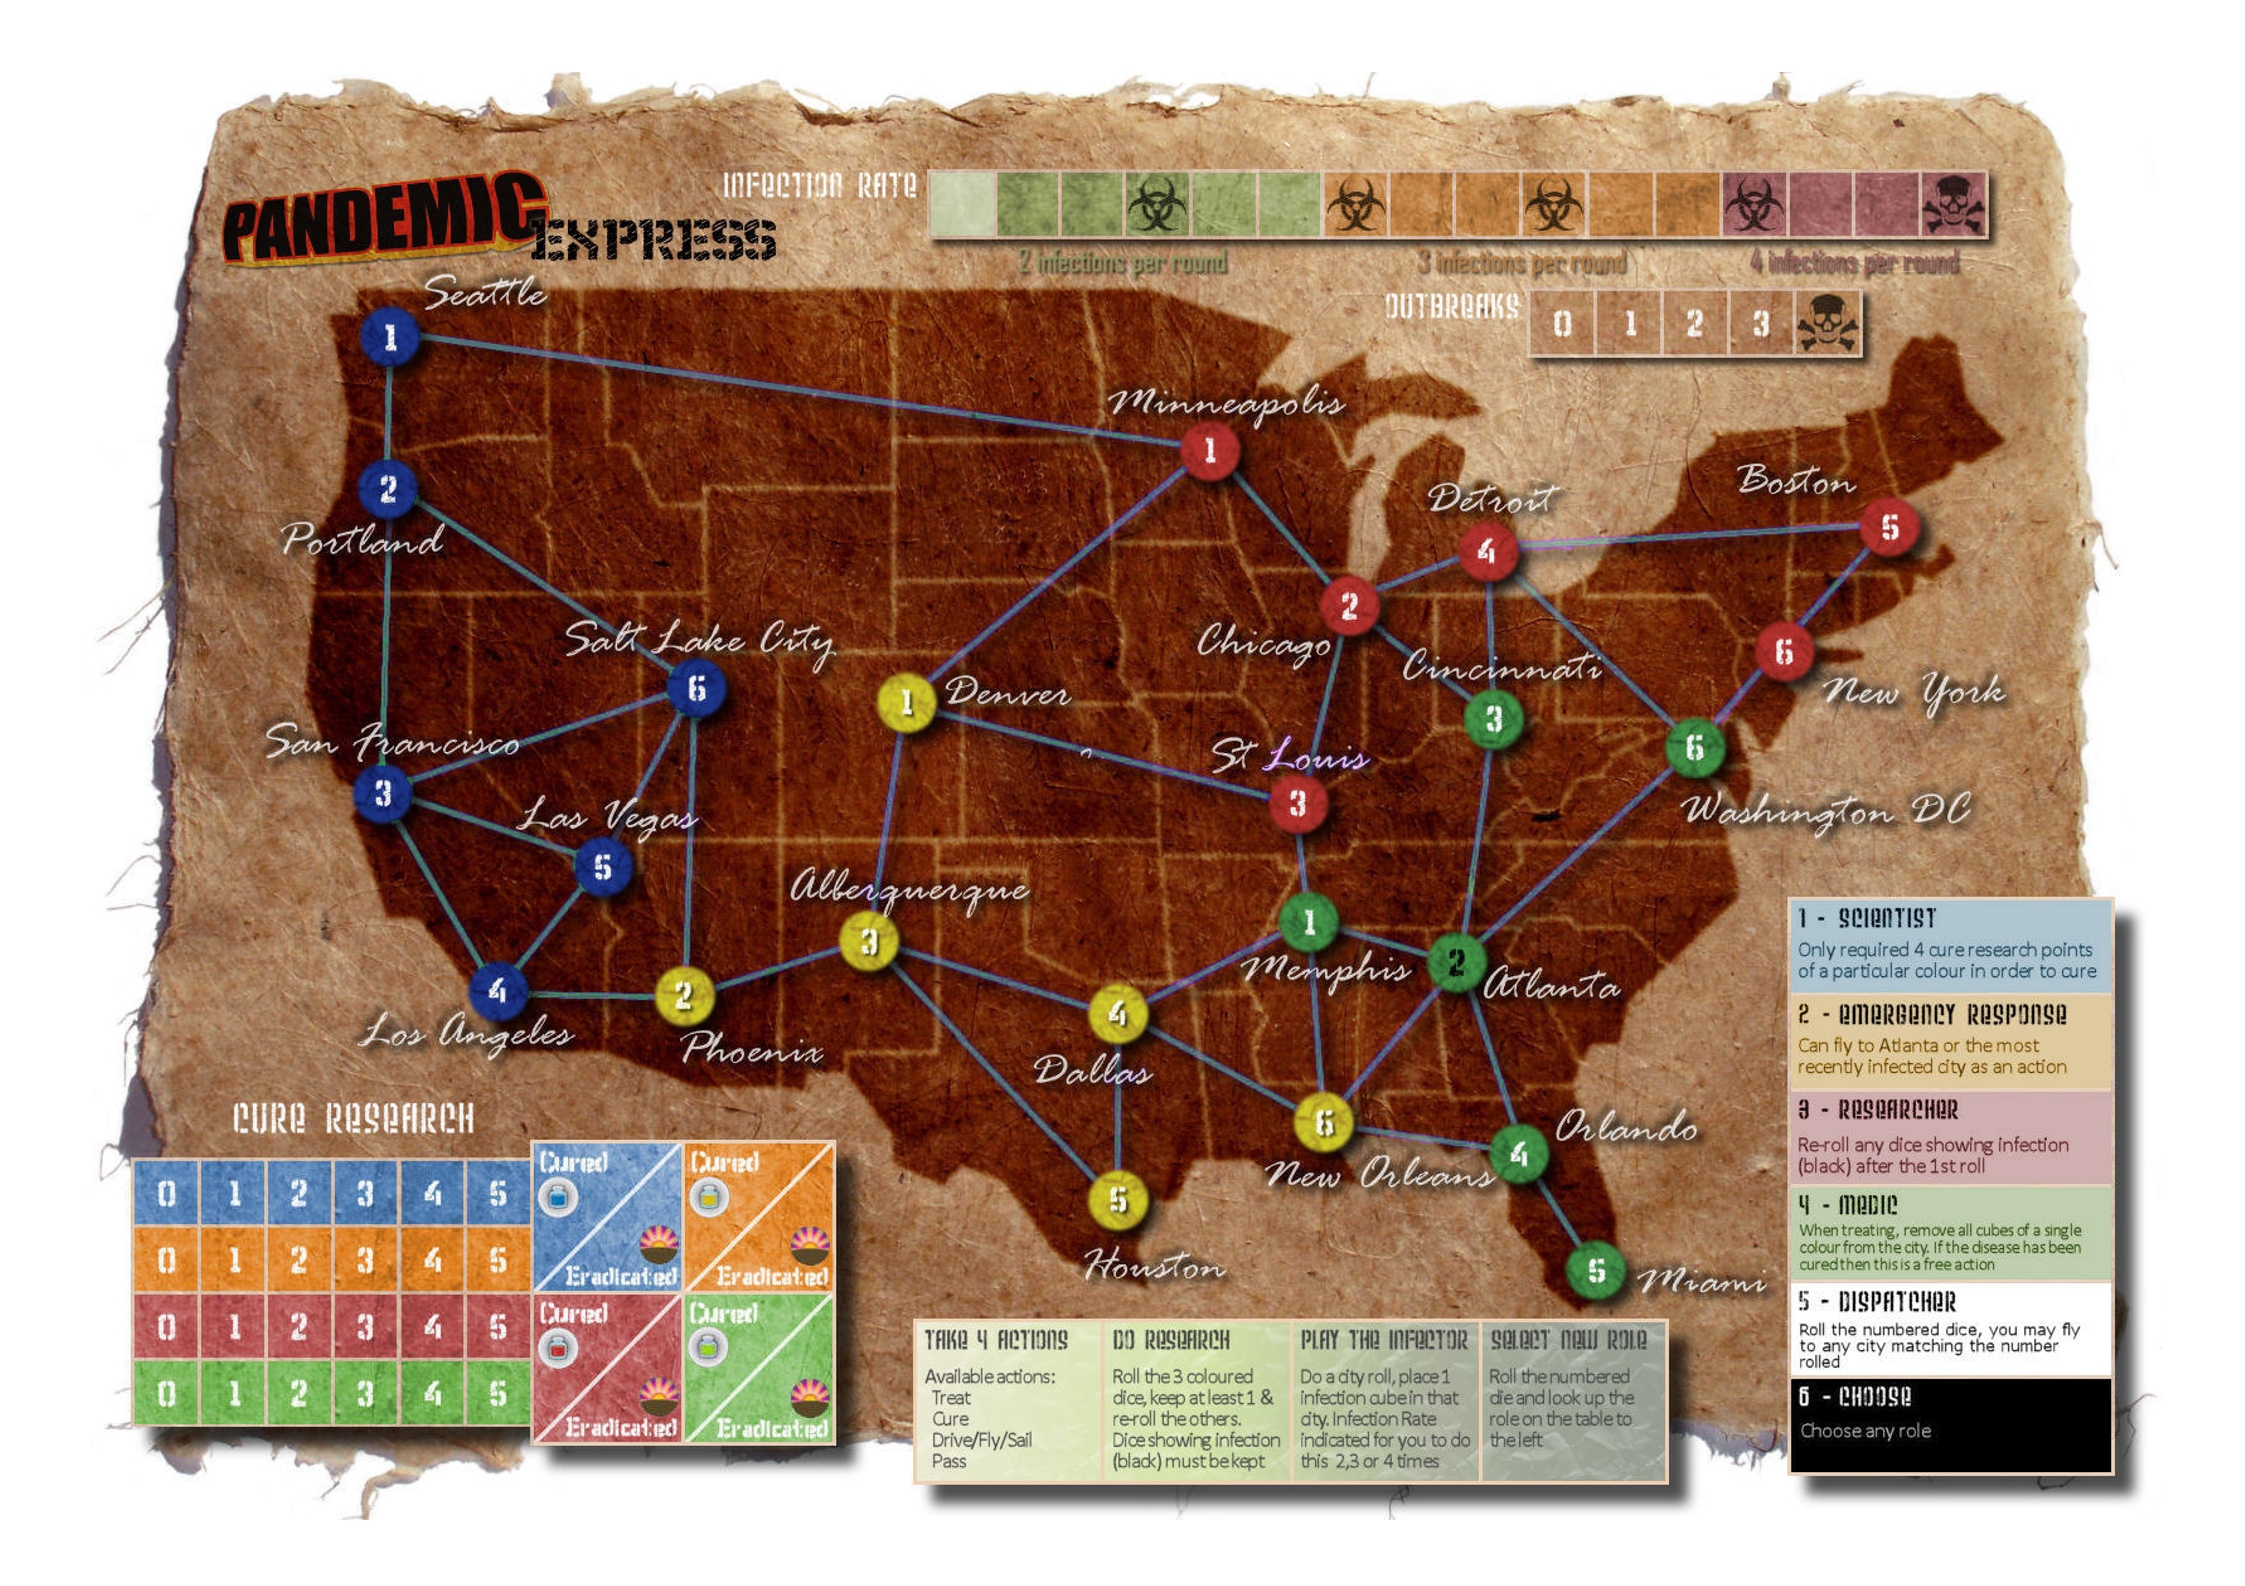 PANDEMIC
EXPRESS
INFECTION RATE
2 infections per round
3 infections per round
4 infections per round
OUTBREAKS
0 1 2 3
Seattle
1
Minneapolis
1
Boston
5
Detroit
4
2
Portland
2
Chicago
Salt Lake City
6
Cincinnati
3
6
New York
1
Denver
San Francisco
3
St Louis
3
6
Washington DC
Las Vegas
5
Alberquerque
3
1
Memphis
2
Atlanta
4
Los Angeles
2
Phoenix
4
Dallas
6
New Orleans
Orlando
4
5
Houston
5
Miami
CURE RESEARCH
0 1 2 3 4 5
0 1 2 3 4 5
0 1 2 3 4 5
0 1 2 3 4 5
Cured
Eradicated
Cured
Eradicated
Cured
Eradicated
Cured
Eradicated
TAKE 4 ACTIONS
Available actions:
Treat
Cure
Drive/Fly/Sail
Pass
DO RESEARCH
Roll the 3 coloured
dice, keep at least 1 &
re-roll the others.
Dice showing infection
(black) must be kept
PLAY THE INFECTOR
Do a city roll, place 1
infection cube in that
city. Infection Rate
indicated for you to do
this 2,3 or 4 times
SELECT NEW ROLE
Roll the numbered
die and look up the
role on the table to
the left
1 - SCIENTIST
Only required 4 cure research points
of a particular colour in order to cure
2 - EMERGENCY RESPONSE
Can fly to Atlanta or the most
recently infected city as an action
3 - RESEARCHER
Re-roll any dice showing infection
(black) after the 1st roll
4 - MEDIC
When treating, remove all cubes of a single
colour from the city. If the disease has been
cured then this is a free action
5 - DISPATCHER
Roll the numbered dice, you may fly
to any city matching the number
rolled
6 - CHOOSE
Choose any role